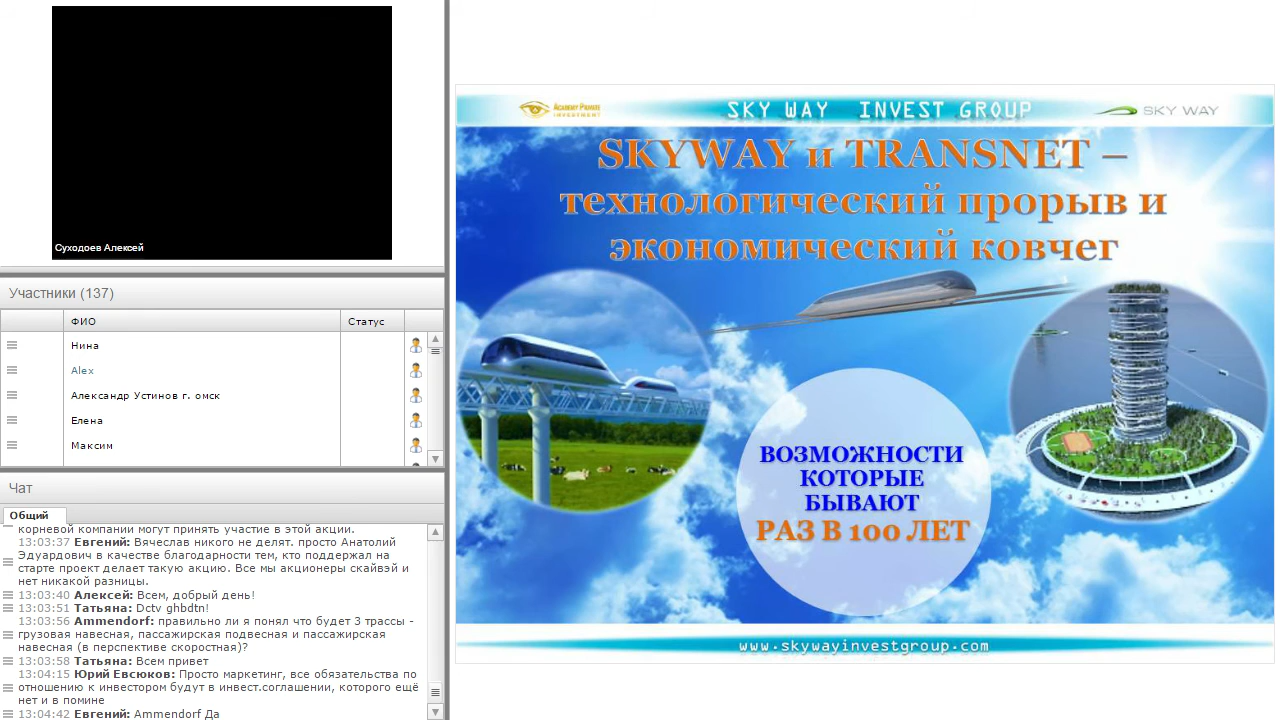 Суходоев Алексей
Участники (137)
ФИО
Статус
Нина
Alex
Александр Устинов г. омск
Елена
Максим
Чат
Общий
корневой компании могут принять участие в этой акции.
13:03:37 Евгений: Вячеслав никого не делят. просто Анатолий
Эдуардович в качестве благодарности тем, кто поддержал на
старте проект делает такую акцию. Все мы акционеры скайвэй и
нет никакой разницы.
13:03:40 Алексей: Всем, добрый день!
13:03:51 Татьяна: Dctv ghbdtn!
13:03:56 Ammendorf: првильно ли я понял что будет 3 трассы -
грузовая навесная, пассажирская подвесная и пассажирская
навесная (в перспективе скоростная)?
13:03:58 Татьяна: Всем привет
13:04:15 Юрий Евсюков: Просто маркетинг, все обязательства по
отношению к инвестором будут в инвест.соглашении, которого ещё
нет и в помине
13:04:42 Евгений: Ammendorf Да
ACADEMY PRIVATE
INVESTMENT
SKY WAY INVEST GROUP
SKY WAY
SKYWAY и TRANSNET –
технологический прорыв и
экономический ковчег
ВОЗМОЖНОСТИ
КОТОРЫЕ
БЫВАЮТ
РАЗ В 100 ЛЕТ
www.skywayinvestgroup.com